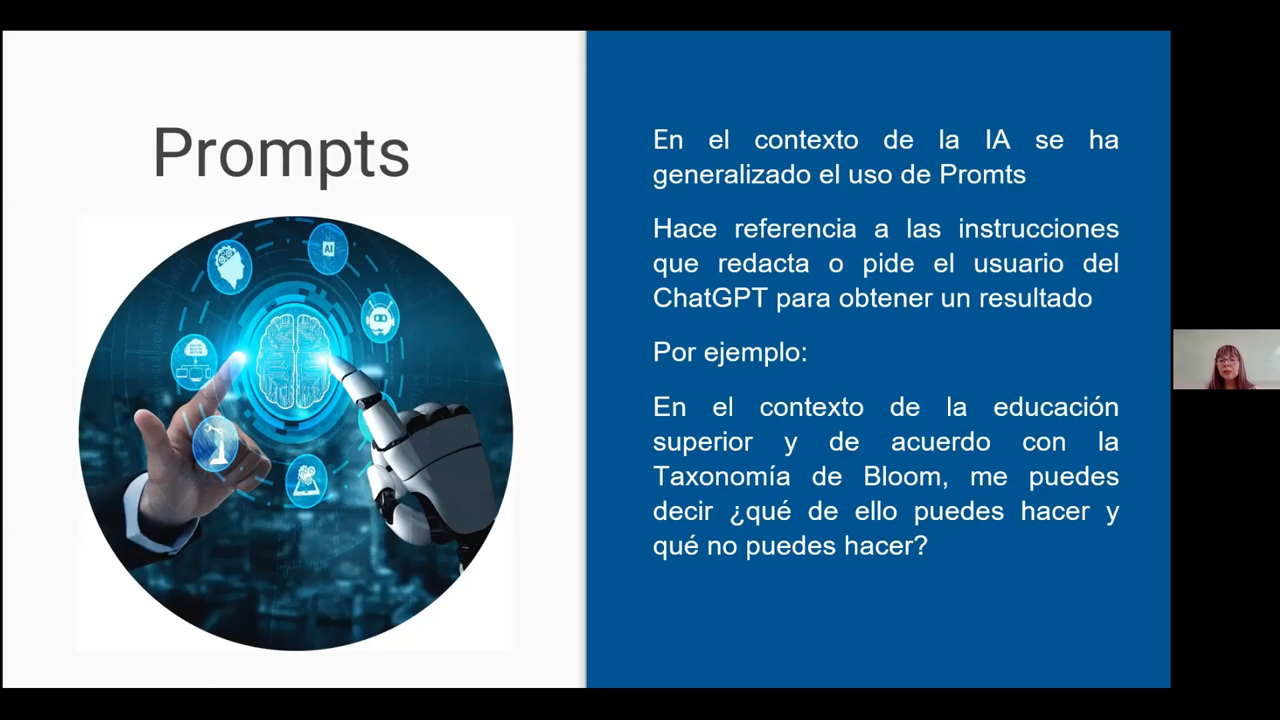 Prompts
AI
En el contexto de la IA se ha
generalizado el uso de Promts
Hace referencia a las instrucciones
que redacta o pide el usuario del
ChatGPT para obtener un resultado
Por ejemplo:
En el contexto de la educación
superior y de acuerdo con la
Taxonomía de Bloom, me puedes
decir ¿qué de ello puedes hacer y
qué no puedes hacer?